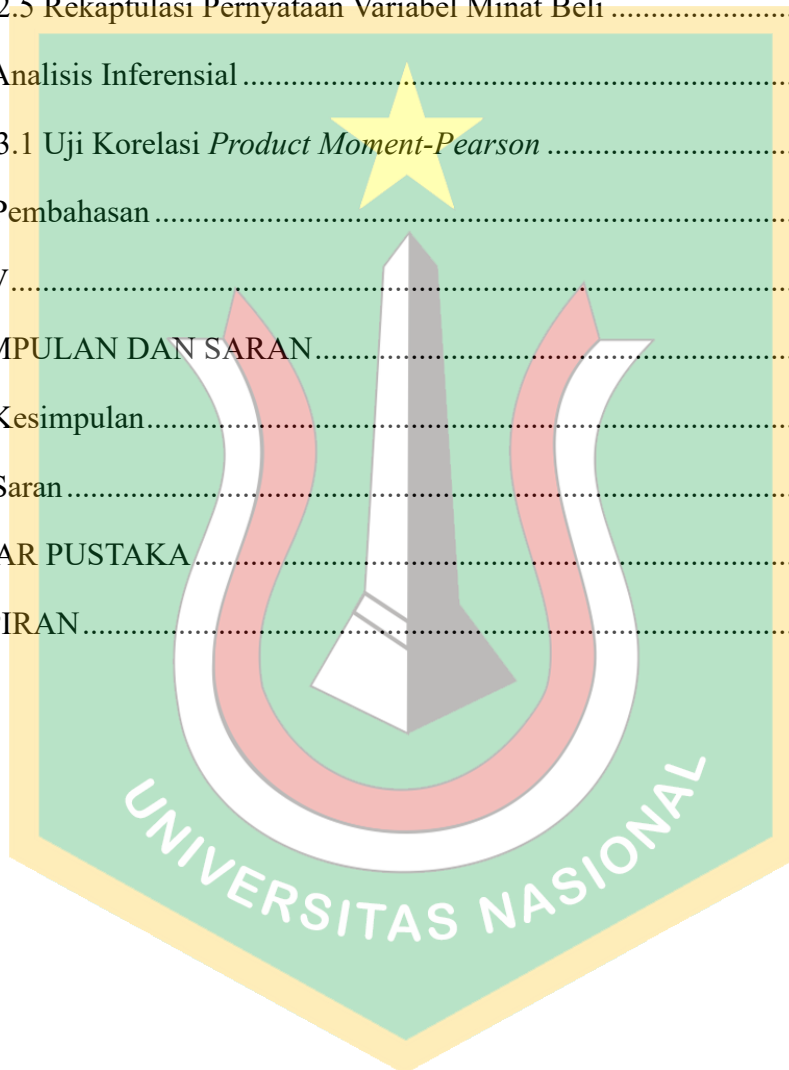 2.5 Rekaptulasi Pernyataan Variabel Minat Beli ........................
Analisis Inferensial ........................
3.1 Uji Korelasi Product Moment-Pearson ........................
Pembahasan ........................
V ........................
MPULAN DAN SARAN ........................
Kesimpulan ........................
Saran ........................
AR PUSTAKA ........................
PIRAN ........................
UNIVERSITAS NASIONAL